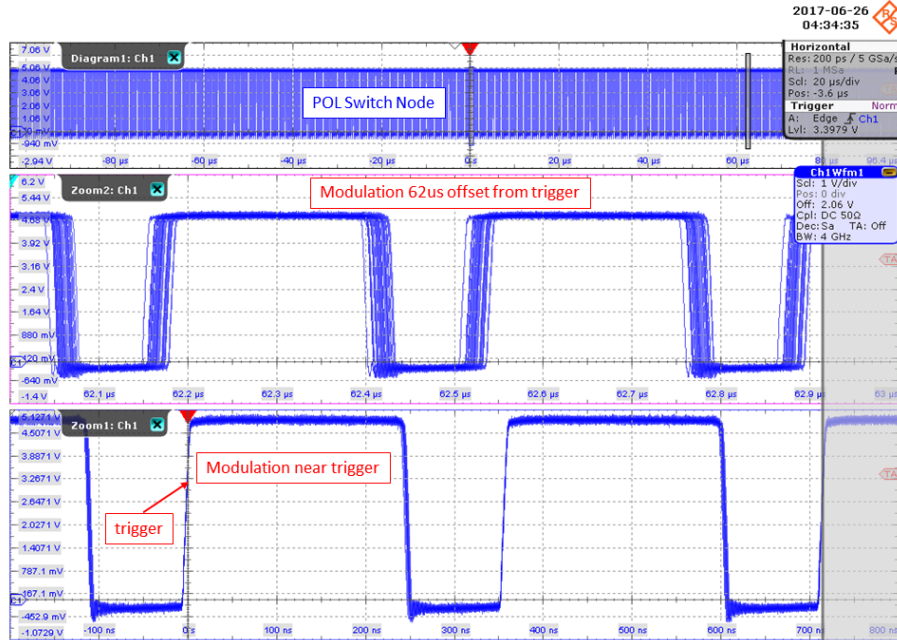 2017-06-26
04:34:35
7.06 V
Diagram1: Ch1
5.06 V
4.06 V
3.06 V
2.06 V
1.06 V
-940 mV
-2.94 V
POL Switch Node
-80 µs
-60 µs
-40 µs
-20 µs
0 s
20 µs
40 µs
60 µs
80 µs
96.4 µs
Horizontal
Res: 200 ps / 5 GSa/s
RL: 1 MSa
Scl: 20 µs/div
Pos: -3.6 µs
Trigger Norm
A: Edge Ch1
Lvl: 3.3979 V
Ch1Wfm1
Scl: 1 V/div
Pos: 0 div
Off: 2.06 V
Cpl: DC 50Ω
Dec: Sa TA: Off
BW: 4 GHz
6.2 V
Zoom2: Ch1
Modulation 62us offset from trigger
5.44 V
4.68 V
3.92 V
3.16 V
2.4 V
1.64 V
880 mV
120 mV
-640 mV
-1.4 V
TA
62.1 µs
62.2 µs
62.3 µs
62.4 µs
62.5 µs
62.6 µs
62.7 µs
62.8 µs
62.9 µs
63 µs
5.1271 V
Zoom1: Ch1
4.5071 V
3.8871 V
3.2671 V
2.6471 V
2.0271 V
1.4071 V
787.1 mV
167.1 mV
-452.9 mV
-1.0729 V
Modulation near trigger
trigger
TA
-100 ns
0 s
100 ns
200 ns
300 ns
400 ns
500 ns
600 ns
700 ns
800 ns